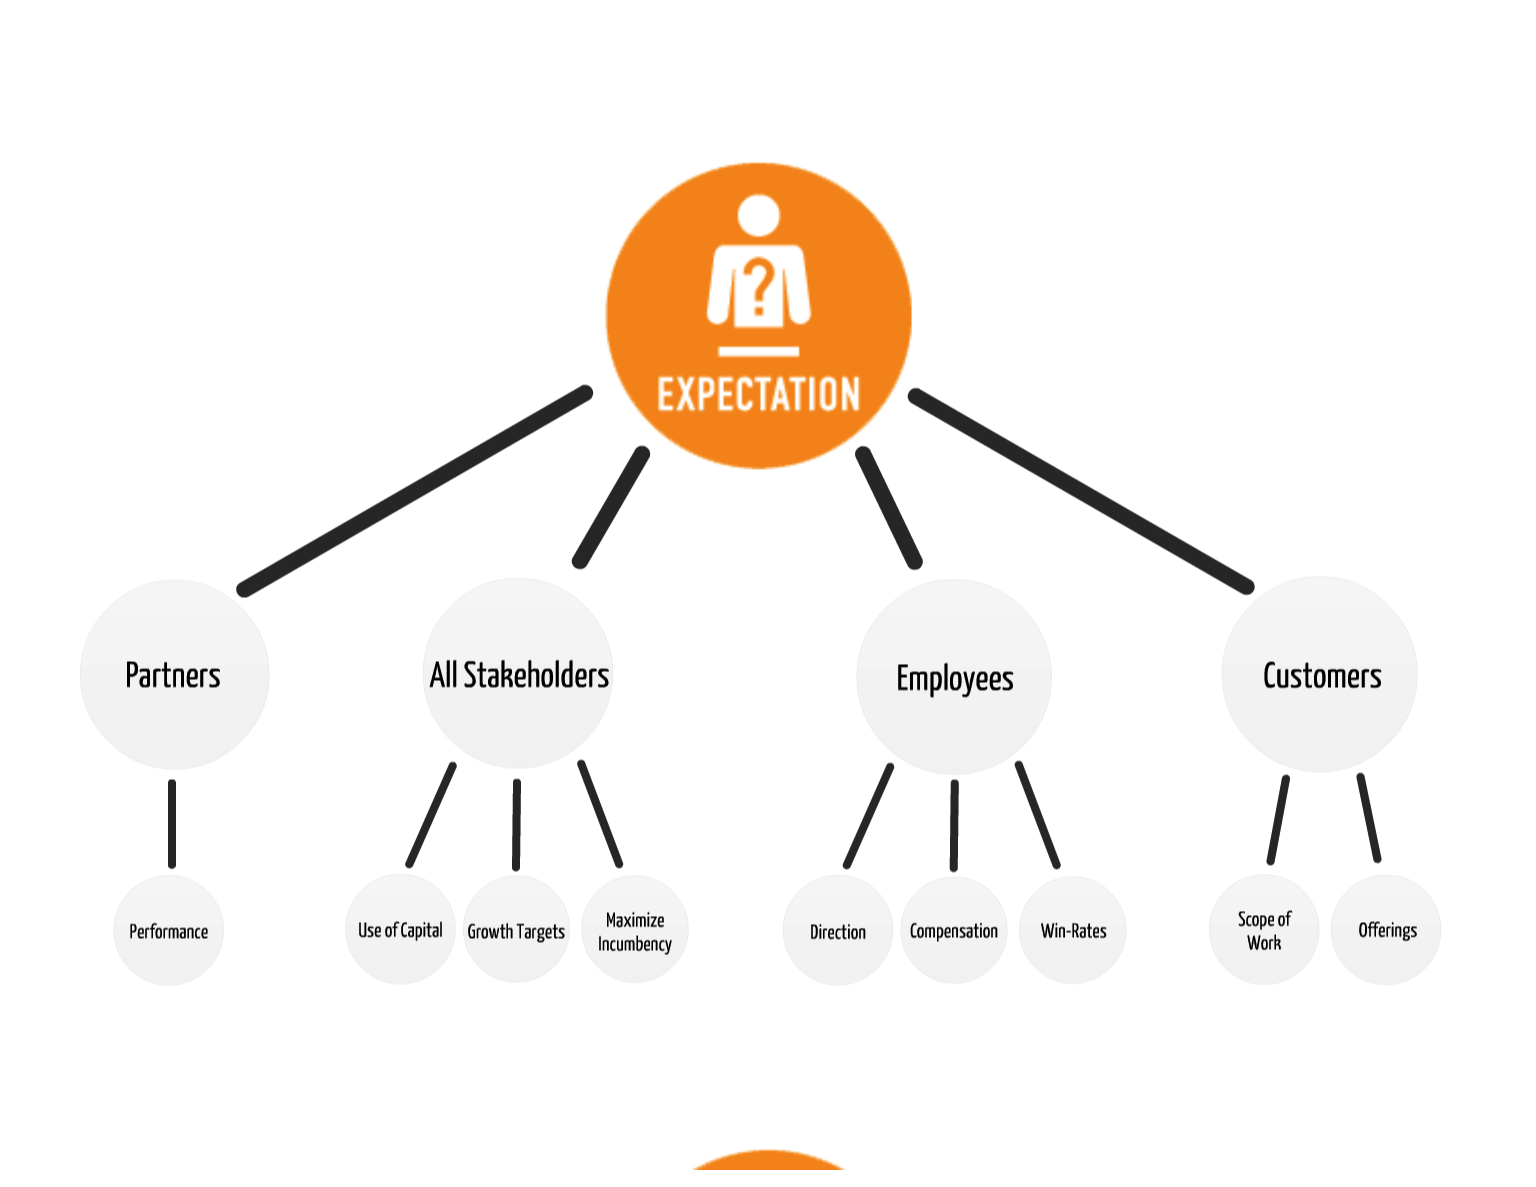 ?
EXPECTATION
Partners
All Stakeholders
Employees
Customers
Performance
Use of Capital
Growth Targets
Maximize
Incumbency
Direction
Compensation
Win-Rates
Scope of
Work
Offerings